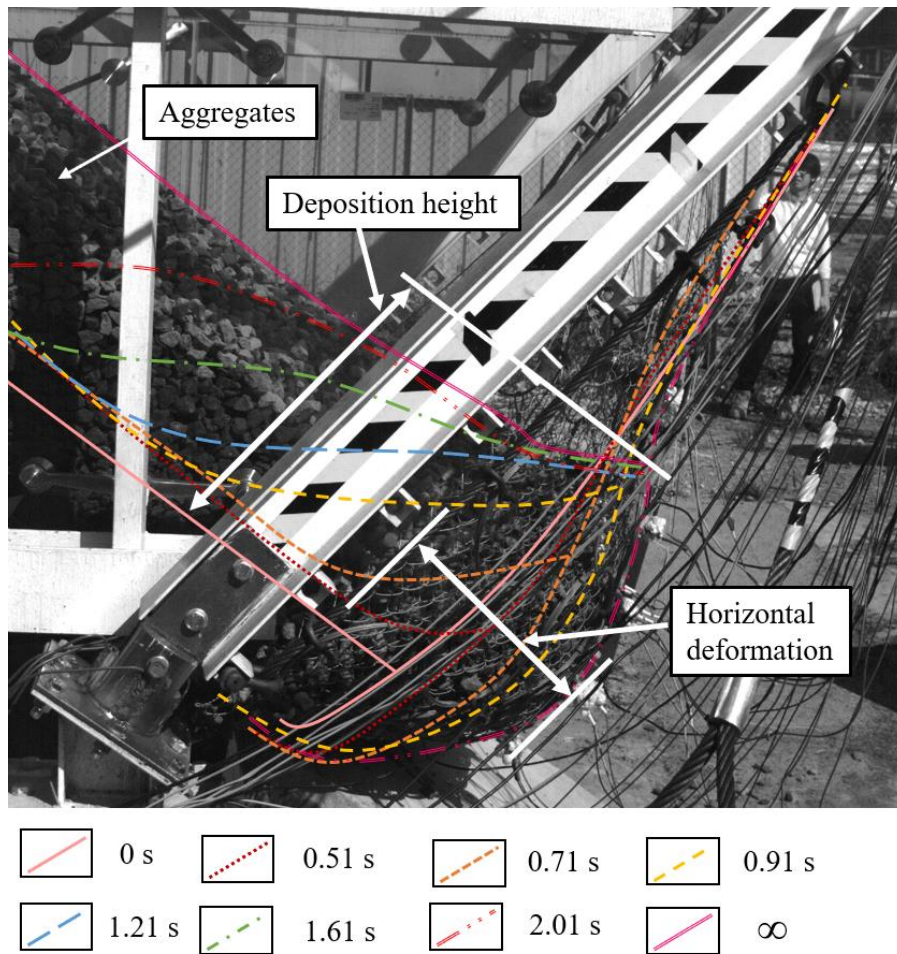 Aggregates
Deposition height
Horizontal
deformation
0 s
0.51 s
0.71 s
0.91 s
1.21 s
1.61 s
2.01 s
∞